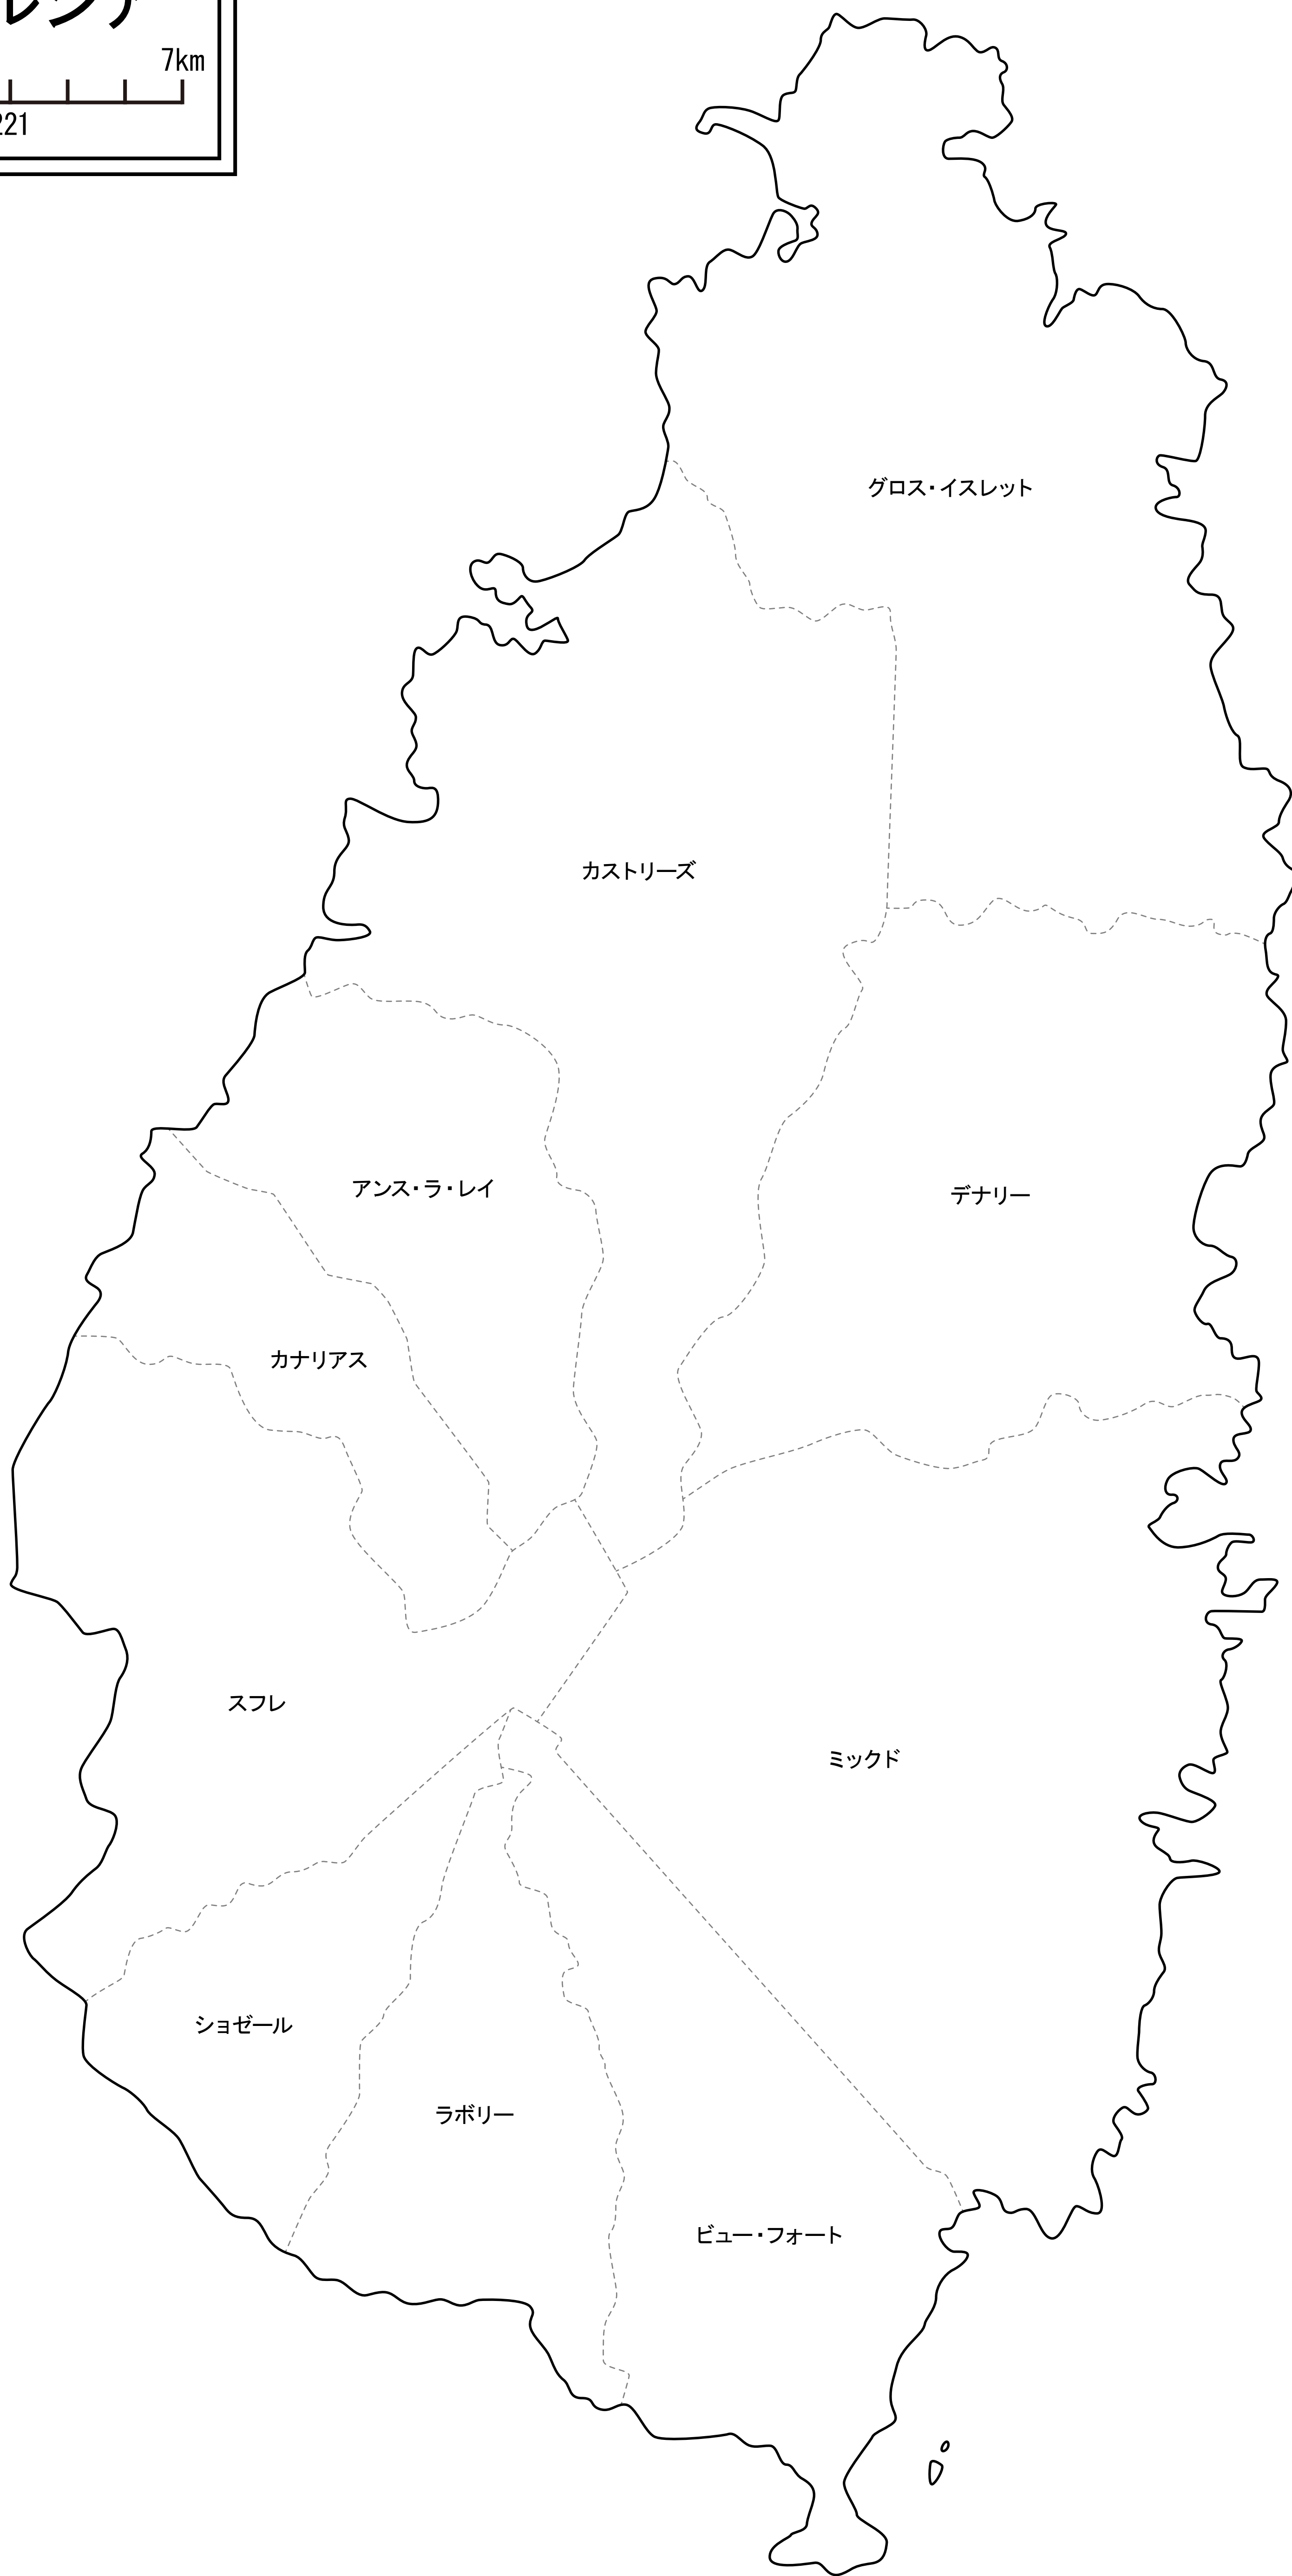 7km
グロス・イスレット
カストリーズ
アンス・ラ・レイ
デナリー
カナリアス
スフレ
ミックド
ショゼール
ラボリー
ビュー・フォート